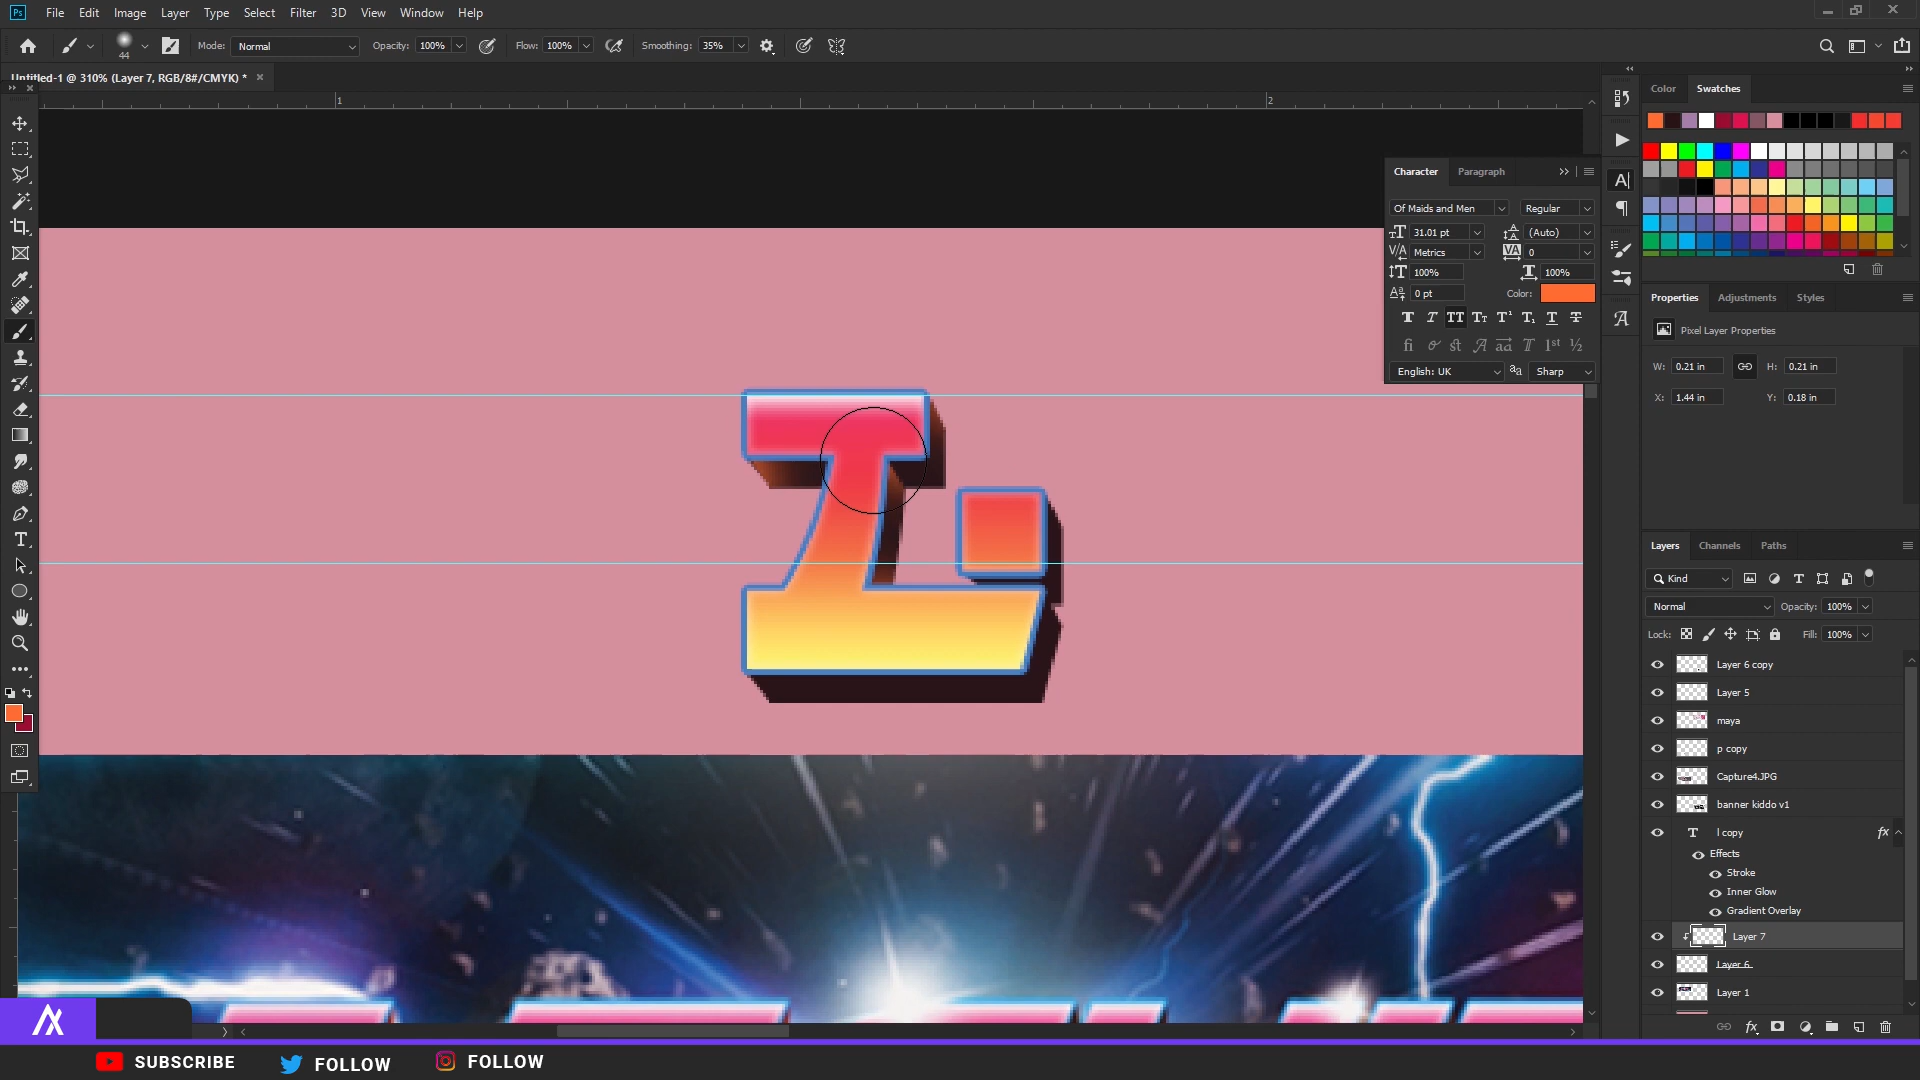 Ps File Edit Image Layer Type Select Filter 3D View Window Help
44 Mode: Normal Opacity: 100% Flow: 100% Smoothing: 35%
Untitled-1 @ 310% (Layer 7, RGB/8#/CMYK) *
1 2
Color Swatches
Character Paragraph
Of Maids and Men Regular
31.01 pt (Auto)
Metrics 0
100% 100%
0 pt Color:
English: UK aa Sharp
Properties Adjustments Styles
Pixel Layer Properties
W: 0.21 in H: 0.21 in
X: 1.44 in Y: 0.18 in
Layers Channels Paths
Kind
Normal Opacity: 100%
Lock: Fill: 100%
Layer 6 copy
Layer 5
maya
p copy
Capture4.JPG
banner kiddo v1
l copy fx
Effects
Stroke
Inner Glow
Gradient Overlay
Layer 7
Layer 6
Layer 1
SUBSCRIBE FOLLOW FOLLOW